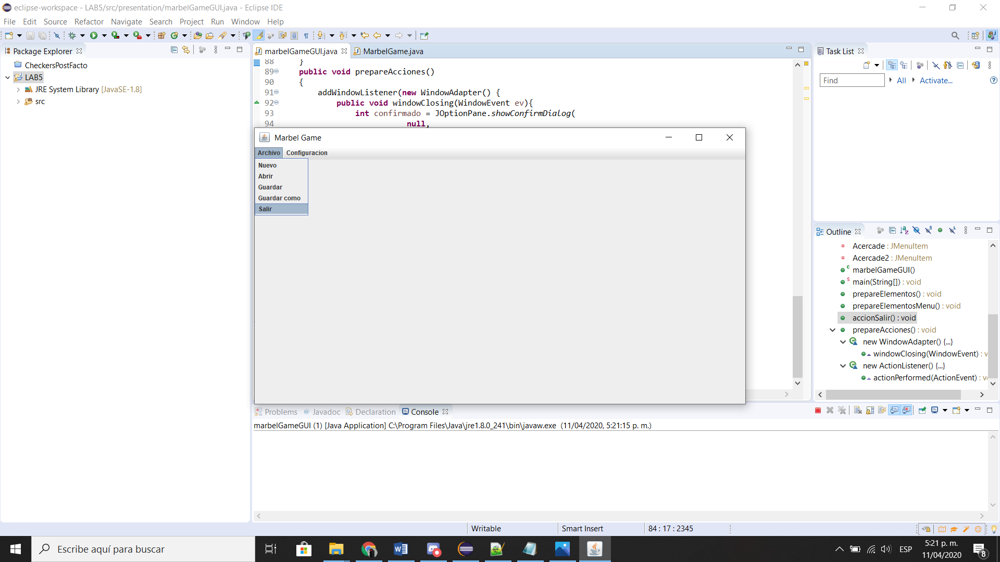 eclipse-workspace - LAB5/src/presentation/marbelGameGUI.java - Eclipse IDE
File Edit Source Refactor Navigate Search Project Run Window Help
Package Explorer
CheckersPostFacto
LAB5
JRE System Library [JavaSE-1.8]
src
marbelGameGUI.java MarbelGame.java
88 }
89 public void prepareAcciones()
90 {
91 addWindowListener(new WindowAdapter() {
92 public void windowClosing(WindowEvent ev){
93 int confirmado = JOptionPane.showConfirmDialog(
94 null,
Marbel Game
Archivo Configuracion
Nuevo
Abrir
Guardar
Guardar como
Salir
Task List
Find All Activate...
Outline
Acercade : JMenuItem
Acercade2 : JMenuItem
marbelGameGUI()
main(String[]) : void
prepareElementos() : void
prepareElementosMenu() : void
accionSalir() : void
prepareAcciones() : void
new WindowAdapter() {...}
windowClosing(WindowEvent) : v
new ActionListener() {...}
actionPerformed(ActionEvent) : v
Problems Javadoc Declaration Console
marbelGameGUI (1) [Java Application] C:\Program Files\Java\jre1.8.0_241\bin\javaw.exe (11/04/2020, 5:21:15 p. m.)
Writable Smart Insert 84 : 17 : 2345
Escribe aquí para buscar
ESP
5:21 p. m.
11/04/2020
8